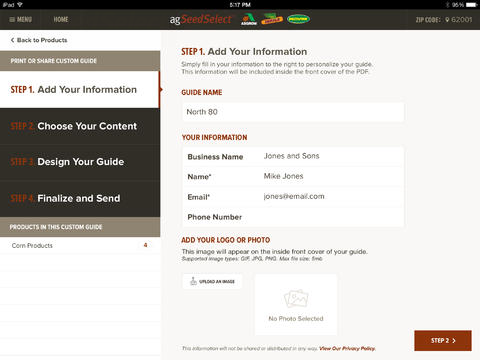 iPad
5:17 PM
95%
MENU
HOME
agSeedSelect
ASGROW
DEKALB
DELTAPINE
ZIP CODE: 62001
Back to Products
PRINT OR SHARE CUSTOM GUIDE
STEP 1. Add Your Information
STEP 2. Choose Your Content
STEP 3. Design Your Guide
STEP 4. Finalize and Send
PRODUCTS IN THIS CUSTOM GUIDE
Corn Products 4
STEP 1. Add Your Information
Simply fill in your information to the right to personalize your guide.
This information will be included inside the front cover of the PDF.
GUIDE NAME
North 80
YOUR INFORMATION
Business Name Jones and Sons
Name* Mike Jones
Email* jones@email.com
Phone Number
ADD YOUR LOGO OR PHOTO
This image will appear on the inside front cover of your guide.
Supported image types: GIF, JPG, PNG. Max file size: 5mb
UPLOAD AN IMAGE
No Photo Selected
This information will not be shared or distributed in any way. View Our Privacy Policy.
STEP 2